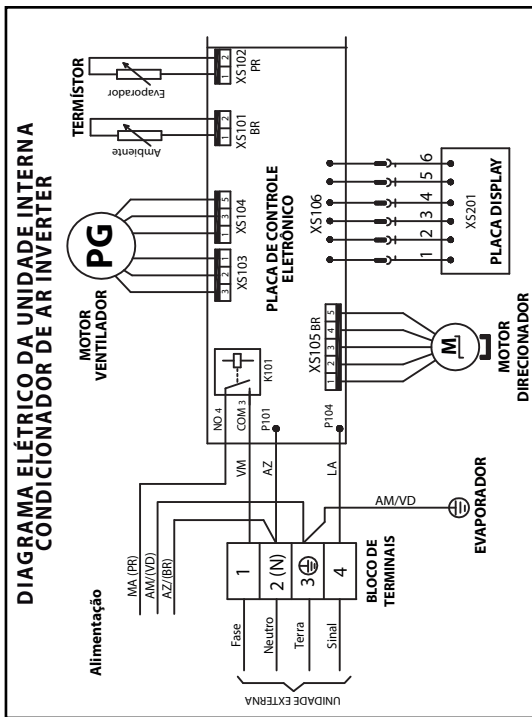 DIAGRAMA ELÉTRICO DA UNIDADE INTERNA
CONDICIONADOR DE AR INVERTER
Alimentação
MA (PR)
AM/(VD)
AZ/(BR)
MOTOR
VENTILADOR
PG
TERMÍSTOR
Ambiente
Evaporador
3 2 1
XS103
1 3 5
XS104
1 2
XS101
BR
1 2
XS102
PR
NO 4
COM 3
K101
P101
P104
PLACA DE CONTROLE
ELETRÔNICO
VM
AZ
LA
UNIDADE EXTERNA
Fase
Neutro
Terra
Sinal
1
2 (N)
3
4
BLOCO DE
TERMINAIS
AM/VD
EVAPORADOR
XS105 BR
1 2 3 4 5
M
MOTOR
DIRECIONADOR
XS106
1 2 3 4 5 6
XS201
PLACA DISPLAY